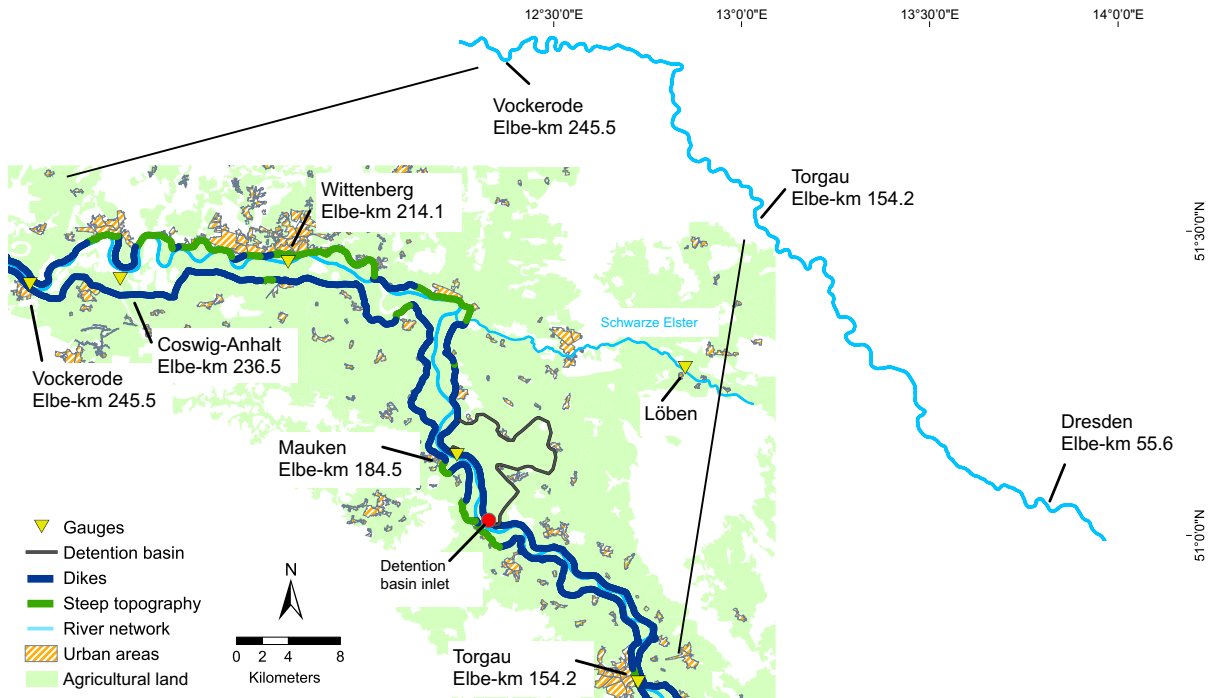 12°30'0"E
13°0'0"E
13°30'0"E
14°0'0"E
Vockerode
Elbe-km 245.5
Torgau
Elbe-km 154.2
51°30'0"N
Wittenberg
Elbe-km 214.1
Schwarze Elster
Coswig-Anhalt
Elbe-km 236.5
Vockerode
Elbe-km 245.5
Löben
Dresden
Elbe-km 55.6
Mauken
Elbe-km 184.5
51°0'0"N
Detention
basin inlet
Gauges
Detention basin
Dikes
Steep topography
River network
Urban areas
Agricultural land
N
0 2 4 8
Kilometers
Torgau
Elbe-km 154.2